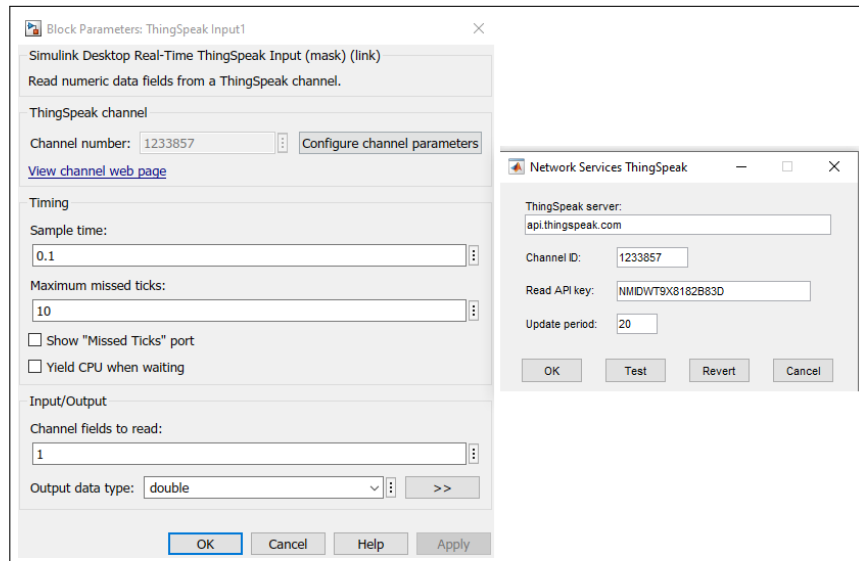 Block Parameters: ThingSpeak Input1
Simulink Desktop Real-Time ThingSpeak Input (mask) (link)
Read numeric data fields from a ThingSpeak channel.
ThingSpeak channel
Channel number: 1233857 Configure channel parameters
View channel web page
Timing
Sample time:
0.1
Maximum missed ticks:
10
Show "Missed Ticks" port
Yield CPU when waiting
Input/Output
Channel fields to read:
1
Output data type: double >>
OK Cancel Help Apply
Network Services ThingSpeak
ThingSpeak server:
api.thingspeak.com
Channel ID: 1233857
Read API key: NMIDWT9X8182B83D
Update period: 20
OK Test Revert Cancel